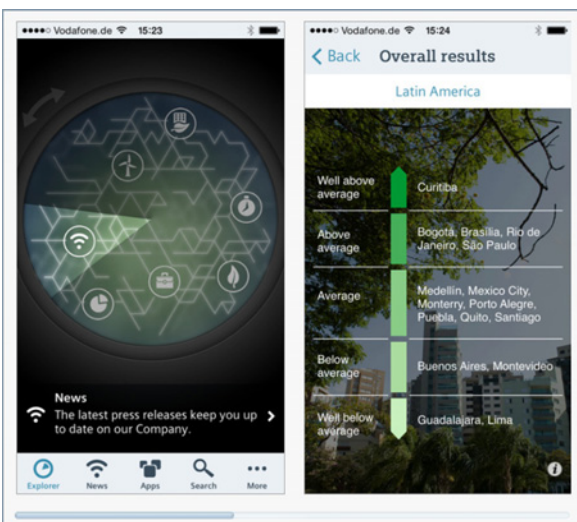 Vodafone.de 15:23
News
The latest press releases keep you up
to date on our Company.
Explorer News Apps Search More
Vodafone.de 15:24
Back Overall results
Latin America
Well above
average
Curitiba
Above
average
Bogotá, Brasília, Rio de
Janeiro, São Paulo
Average
Medellín, Mexico City,
Monterry, Porto Alegre,
Puebla, Quito, Santiago
Below
average
Buenos Aires, Montevideo
Well below
average
Guadalajara, Lima